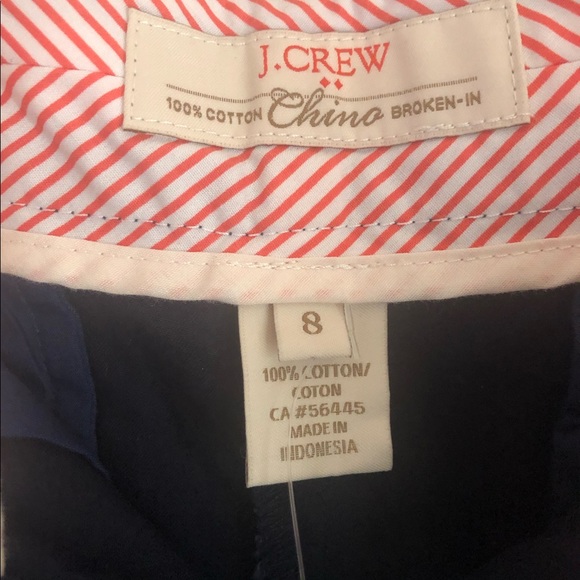 J.CREW
100% COTTON Chino BROKEN-IN
8
100% COTTON/
COTON
CA #56445
MADE IN
INDONESIA